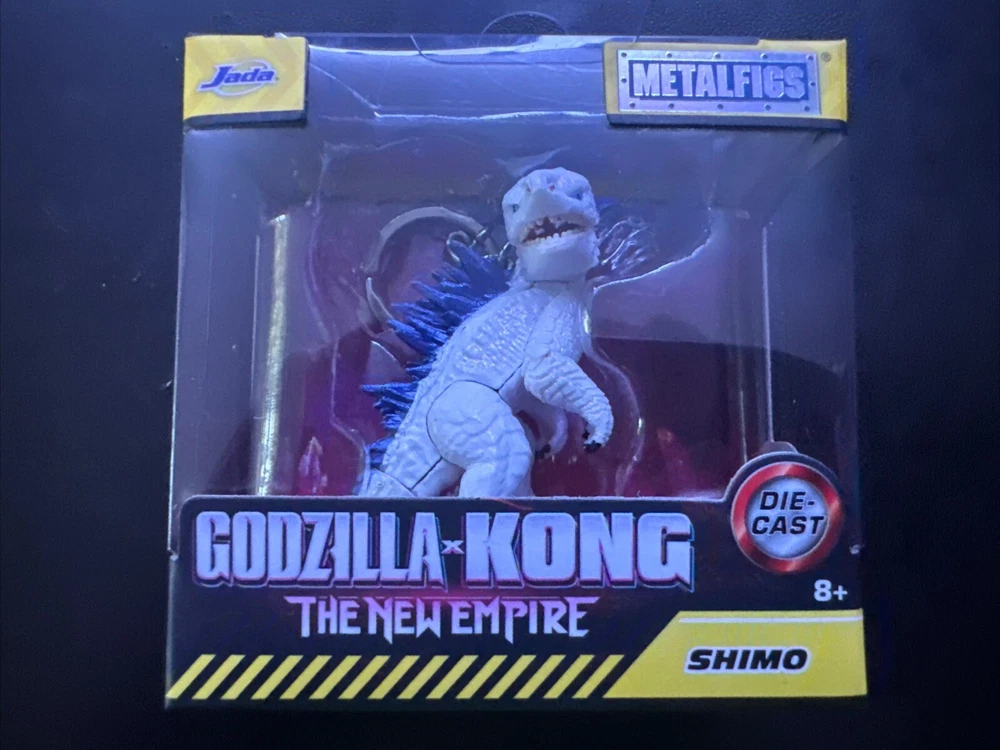 Jada
METALFIGS®
GODZILLA x KONG
THE NEW EMPIRE
DIE-
CAST
8+
SHIMO